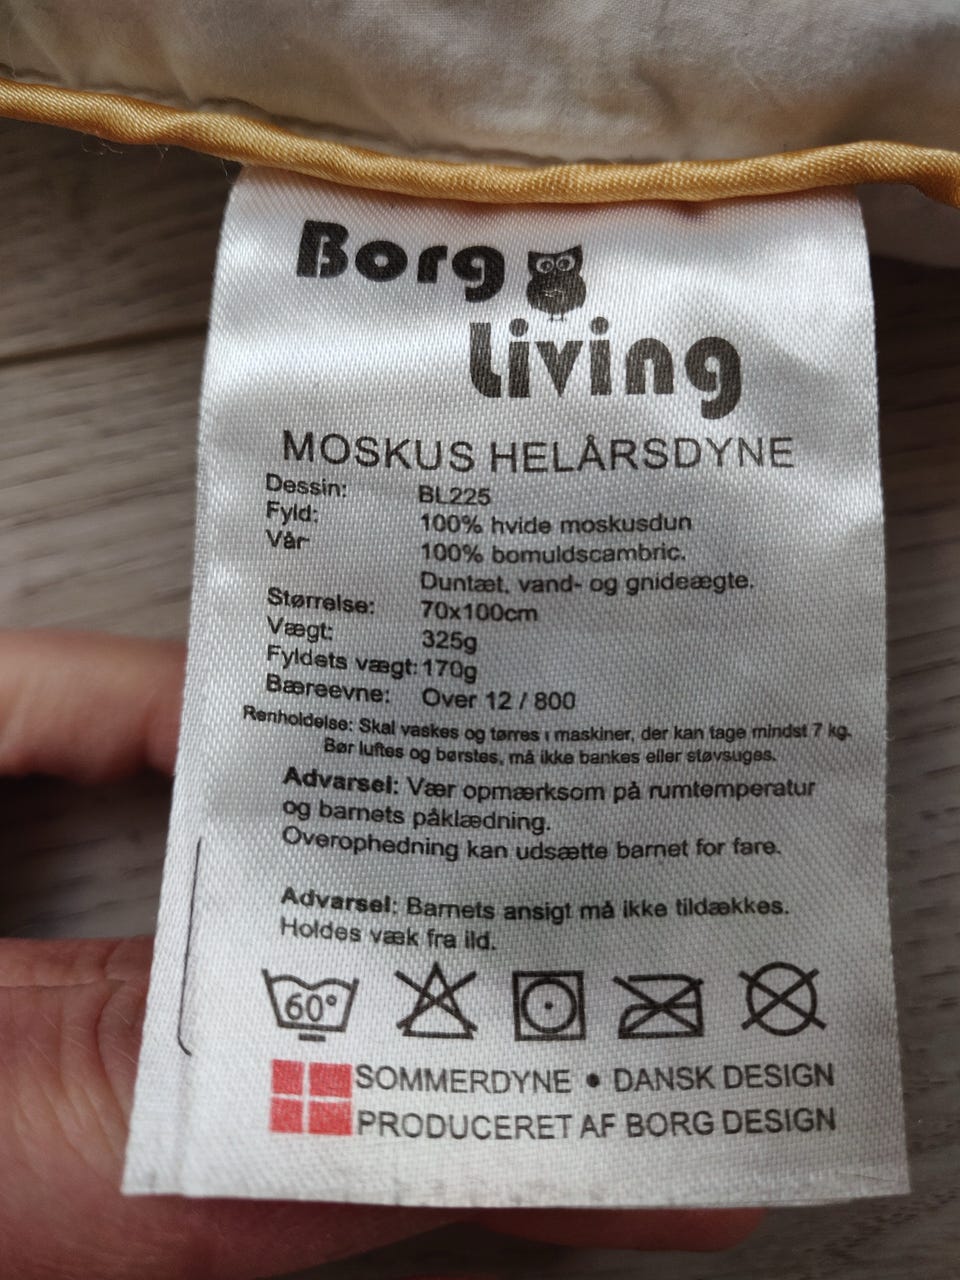 Borg
Living
MOSKUS HELÅRSDYNE
Dessin: BL225
Fyld: 100% hvide moskusdun
Vår 100% bomuldscambric.
Duntæt, vand- og gnideægte.
Størrelse: 70x100cm
Vægt: 325g
Fyldets vægt: 170g
Bæreevne: Over 12 / 800
Renholdelse: Skal vaskes og tørres i maskiner, der kan tage mindst 7 kg.
Bør luftes og børstes, må ikke bankes eller støvsuges.
Advarsel: Vær opmærksom på rumtemperatur
og barnets påklædning.
Overophedning kan udsætte barnet for fare.
Advarsel: Barnets ansigt må ikke tildækkes.
Holdes væk fra ild.
60°
SOMMERDYNE • DANSK DESIGN
PRODUCERET AF BORG DESIGN